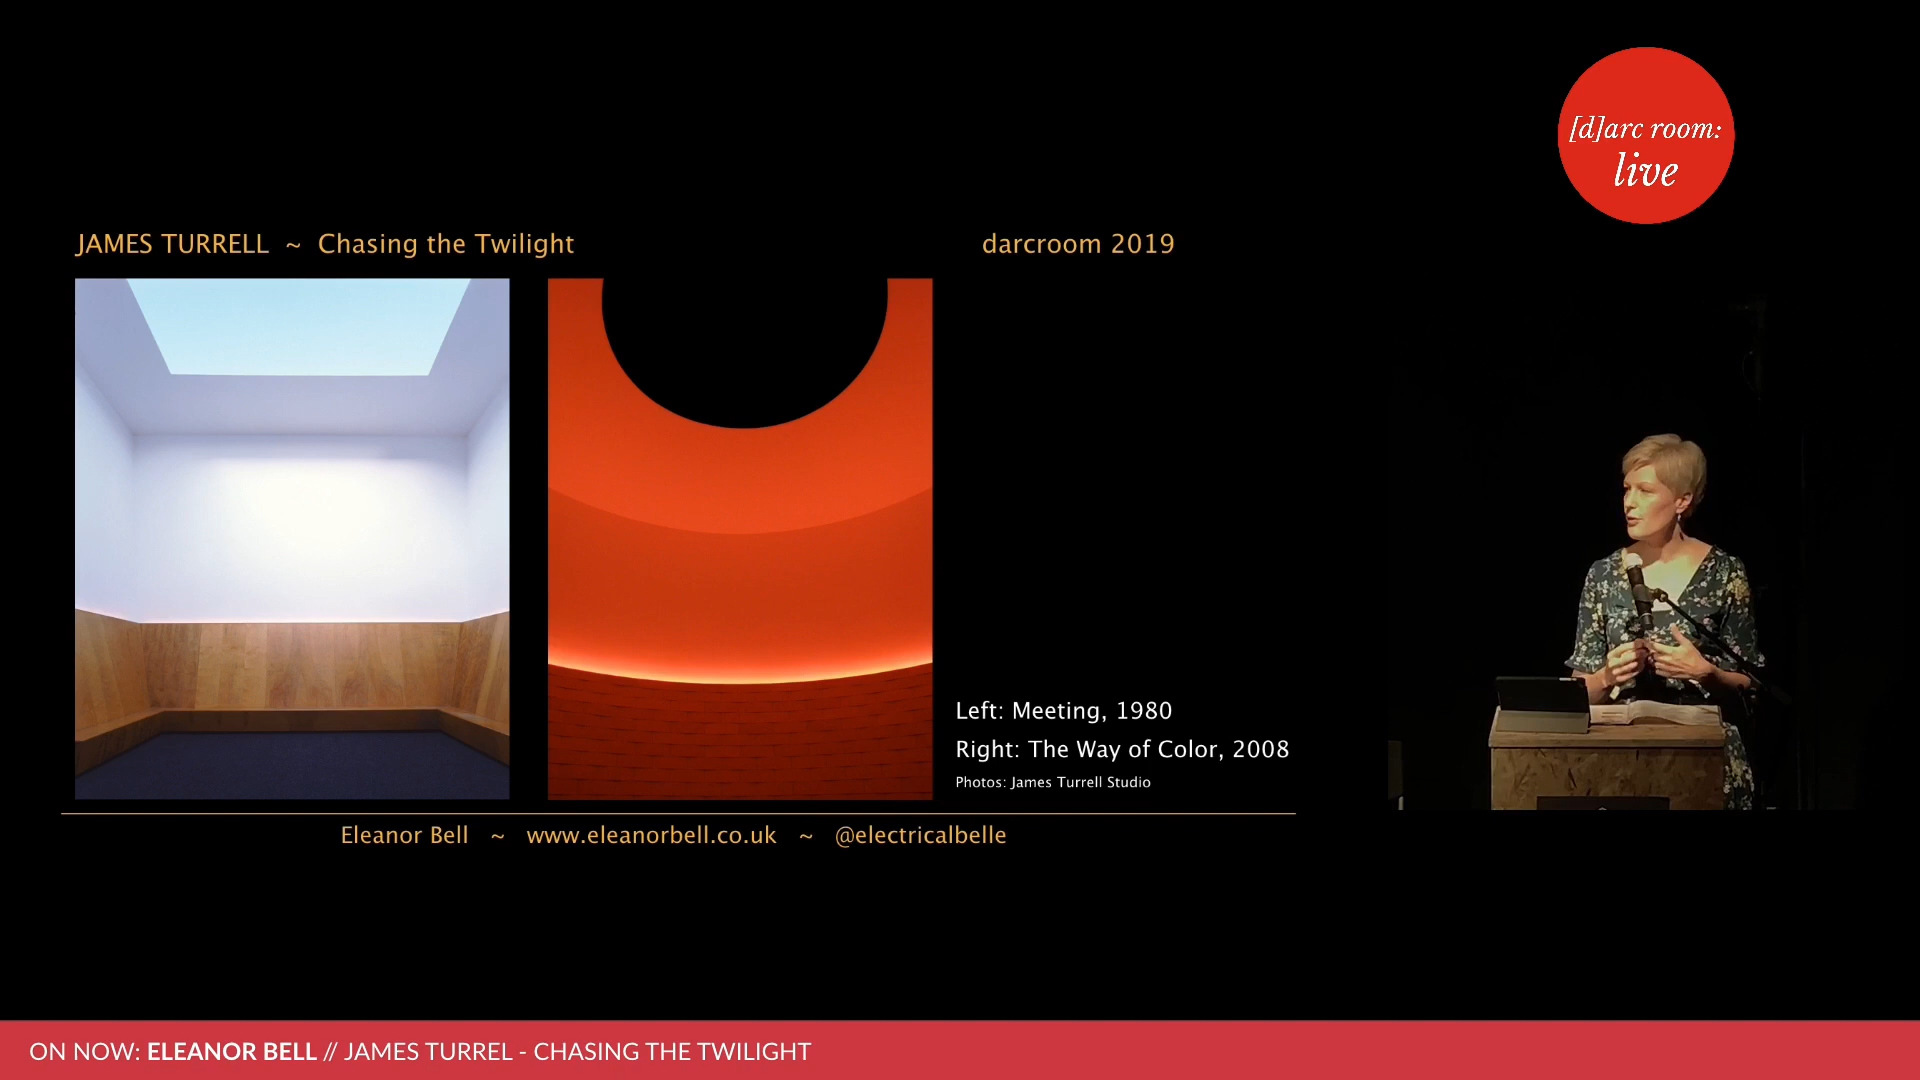 [d]arc room:
live
JAMES TURRELL ~ Chasing the Twilight
darcroom 2019
Left: Meeting, 1980
Right: The Way of Color, 2008
Photos: James Turrell Studio
Eleanor Bell ~ www.eleanorbell.co.uk ~ @electricalbelle
ON NOW: ELEANOR BELL // JAMES TURREL - CHASING THE TWILIGHT